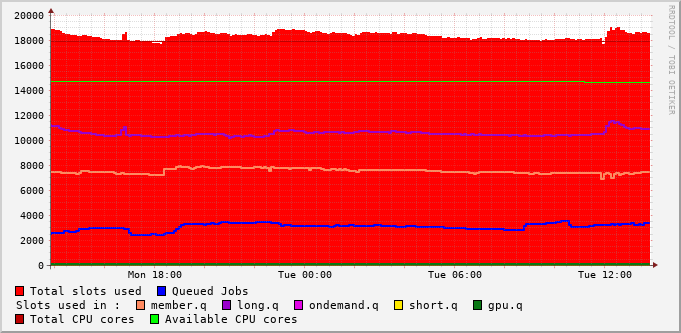 RRDTOOL / TOBI OETIKER
20000
18000
16000
14000
12000
10000
8000
6000
4000
2000
0
Mon 18:00 Tue 00:00 Tue 06:00 Tue 12:00
Total slots used Queued Jobs
Slots used in : member.q long.q ondemand.q short.q gpu.q
Total CPU cores Available CPU cores